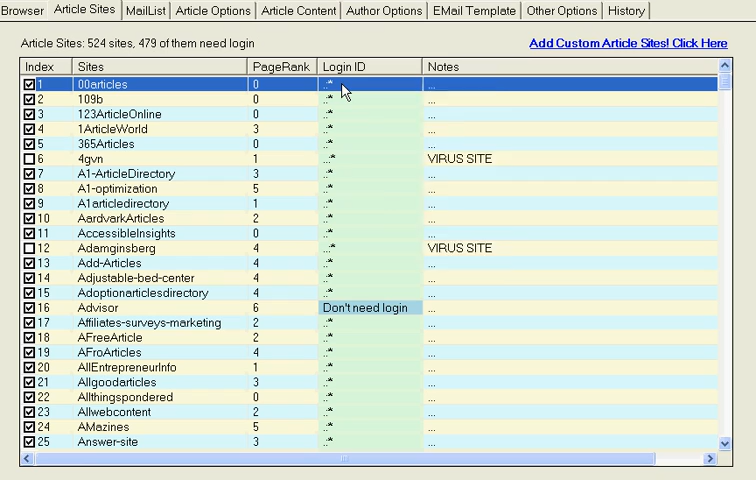 Browser Article Sites MailList Article Options Article Content Author Options EMail Template Other Options History
Article Sites: 524 sites, 479 of them need login Add Custom Article Sites! Click Here
Index Sites PageRank Login ID Notes
1 00articles 0 .:* ...
2 109b 0 .:* ...
3 123ArticleOnline 0 .:* ...
4 1ArticleWorld 3 .:* ...
5 365Articles 0 .:* ...
6 4gvn 1 ...:* VIRUS SITE
7 A1-ArticleDirectory 3 .:* ...
8 A1-optimization 5 .:* ...
9 A1articledirectory 1 .:* ...
10 AardvarkArticles 2 .:* ...
11 AccessibleInsights 0 .:* ...
12 Adamginsberg 4 ...:* VIRUS SITE
13 Add-Articles 4 .:* ...
14 Adjustable-bed-center 4 .:* ...
15 Adoptionarticlesdirectory 4 .:* ...
16 Advisor 6 Don't need login ...
17 Affiliates-surveys-marketing 2 .:* ...
18 AFreeArticle 2 .:* ...
19 AFroArticles 4 .:* ...
20 AllEntrepreneurInfo 1 .:* ...
21 Allgoodarticles 3 .:* ...
22 Allthingspondered 0 .:* ...
23 Allwebcontent 2 .:* ...
24 AMazines 5 .:* ...
25 Answer-site 3 .:* ...